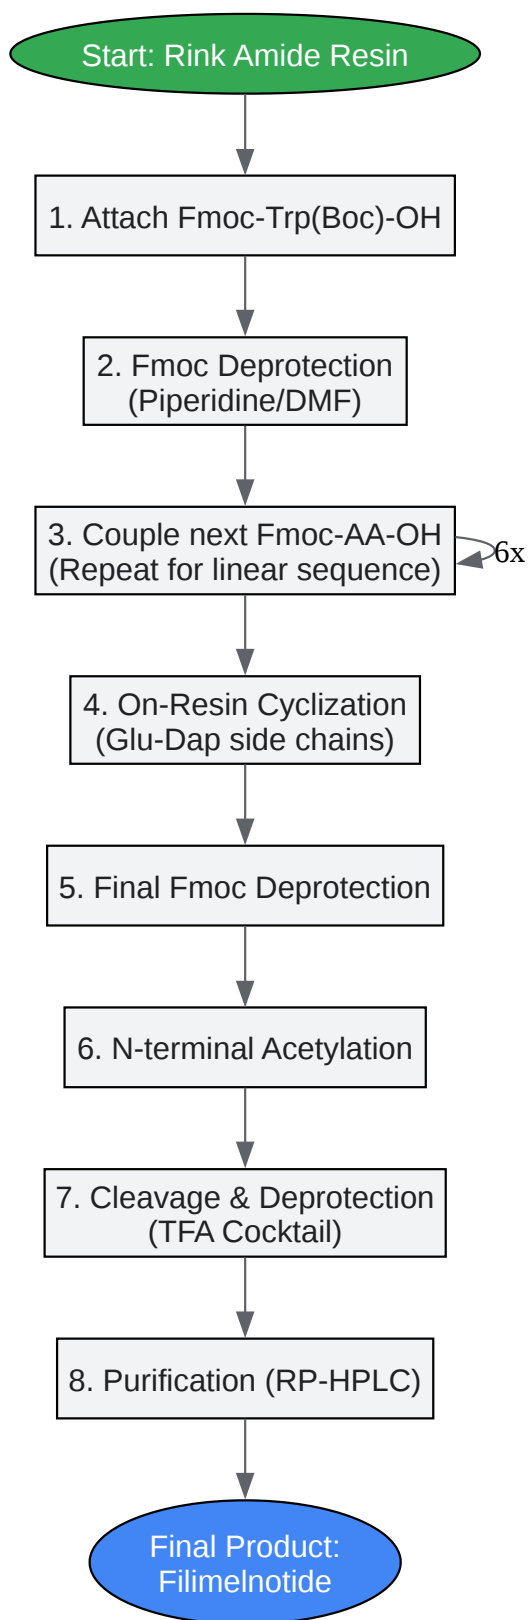 Start: Rink Amide Resin
1. Attach Fmoc-Trp(Boc)-OH
2. Fmoc Deprotection
(Piperidine/DMF)
3. Couple next Fmoc-AA-OH
(Repeat for linear sequence)
6x
4. On-Resin Cyclization
(Glu-Dap side chains)
5. Final Fmoc Deprotection
6. N-terminal Acetylation
7. Cleavage & Deprotection
(TFA Cocktail)
8. Purification (RP-HPLC)
Final Product:
Filimelnotide